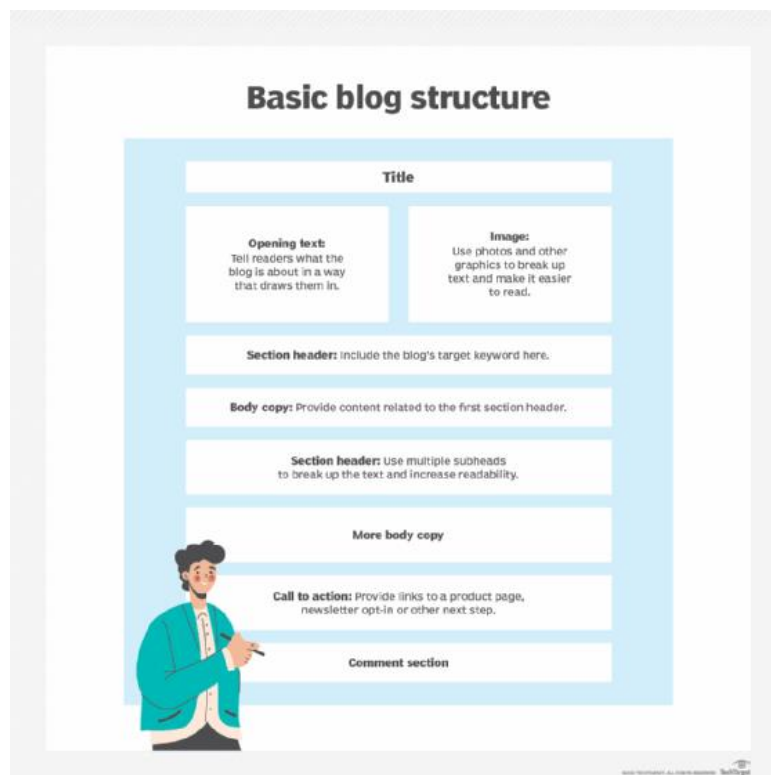 Basic blog structure
Title
Opening text:
Tell readers what the
blog is about in a way
that draws them in.
Image:
Use photos and other
graphics to break up
text and make it easier
to read.
Section header: Include the blog's target keyword here.
Body copy: Provide content related to the first section header.
Section header: Use multiple subheads
to break up the text and increase readability.
More body copy
Call to action: Provide links to a product page,
newsletter opt-in or other next step.
Comment section
TechTarget